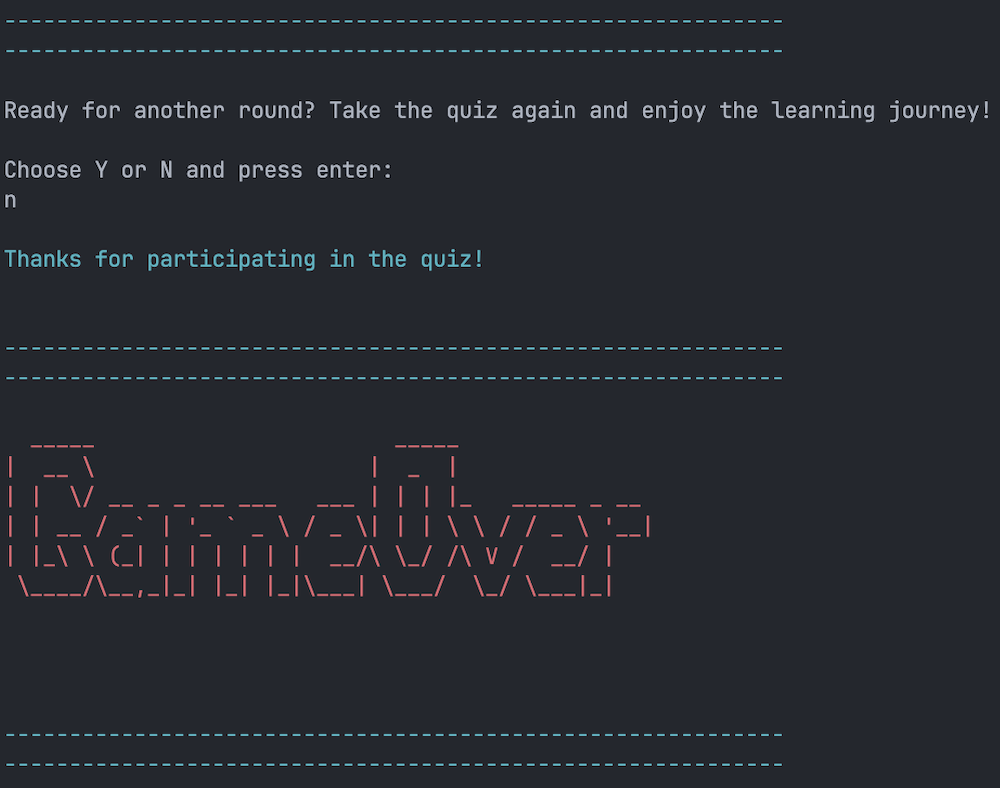 Ready for another round? Take the quiz again and enjoy the learning journey!
Choose Y or N and press enter:
n
Thanks for participating in the quiz!
GameOver